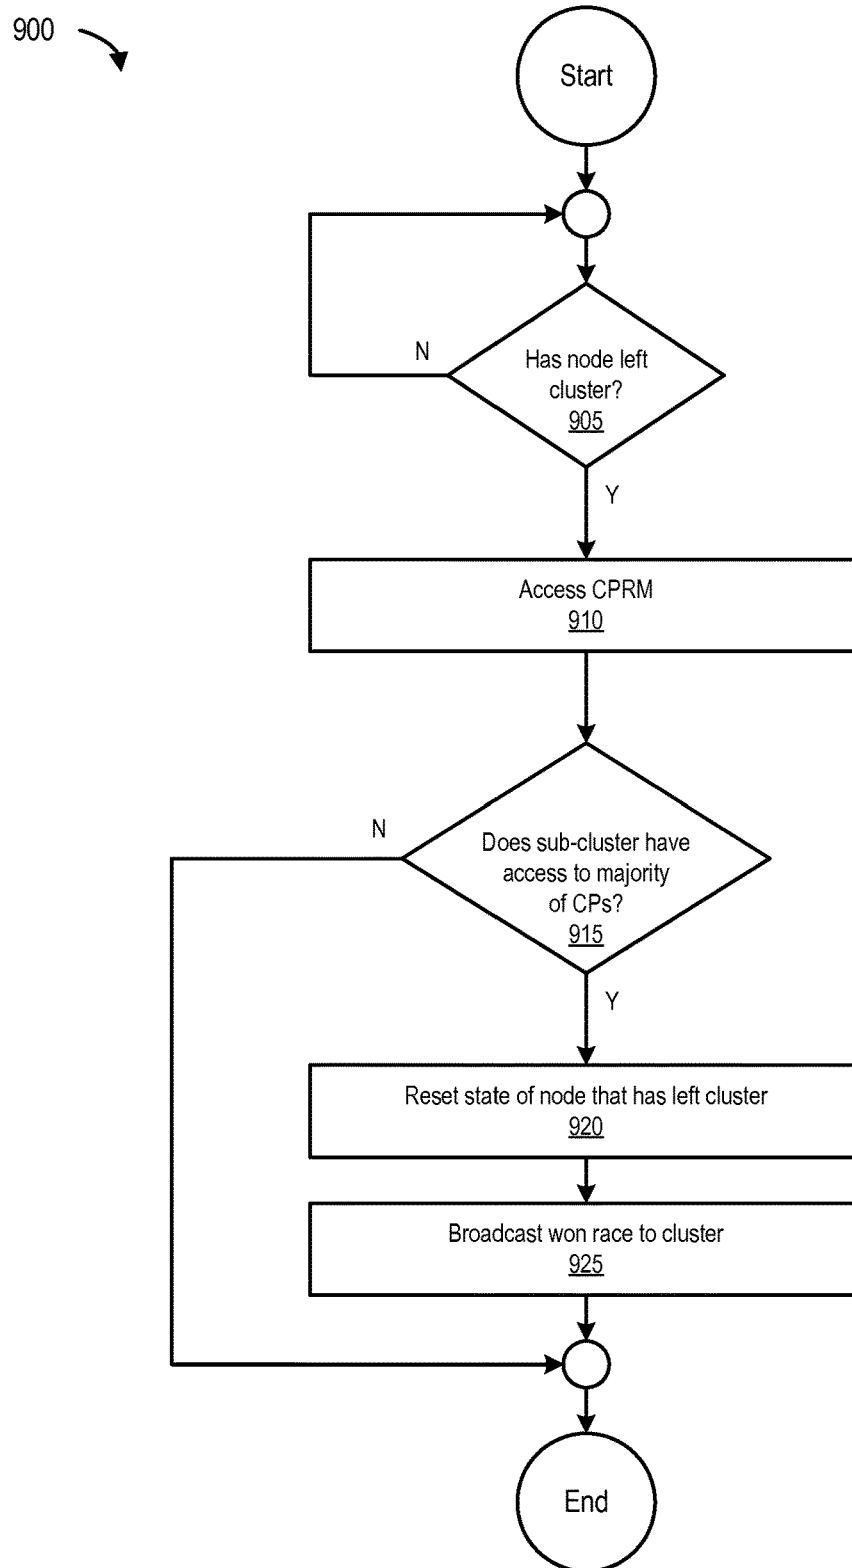 900
Start
N
Has node left
cluster?
905
Y
Access CPRM
910
N
Does sub-cluster have
access to majority
of CPs?
915
Y
Reset state of node that has left cluster
920
Broadcast won race to cluster
925
End